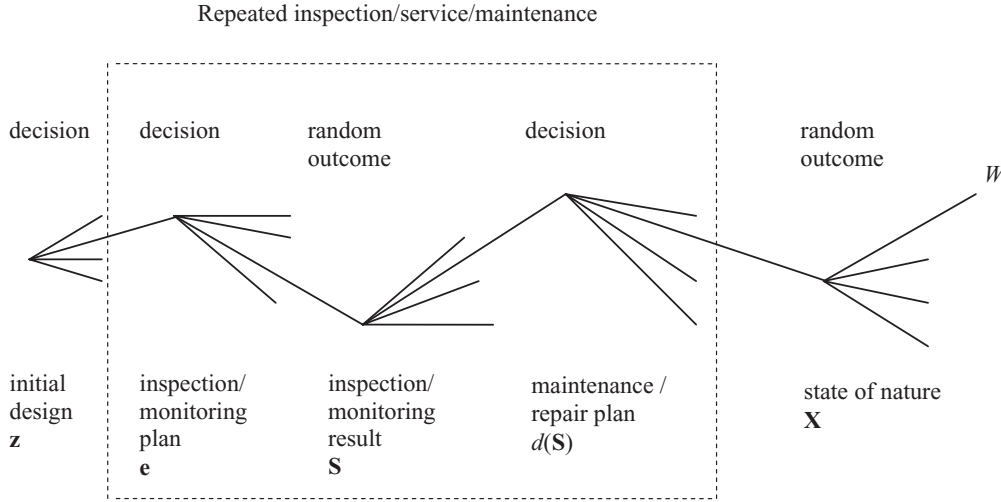 Repeated inspection/service/maintenance
decision
decision
random
outcome
decision
random
outcome
W
initial
design
z
inspection/
monitoring
plan
e
inspection/
monitoring
result
S
maintenance /
repair plan
d(S)
state of nature
X